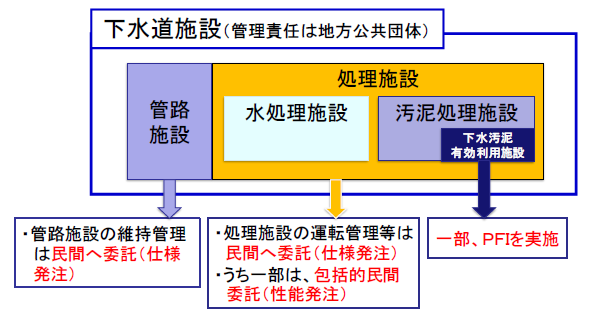 下水道施設(管理責任は地方公共団体)
処理施設
管路
施設
水処理施設
汚泥処理施設
下水汚泥
有効利用施設
・管路施設の維持管理
は民間へ委託(仕様
発注)
・処理施設の運転管理等は
民間へ委託(仕様発注)
・うち一部は、包括的民間
委託(性能発注)
一部、PFIを実施